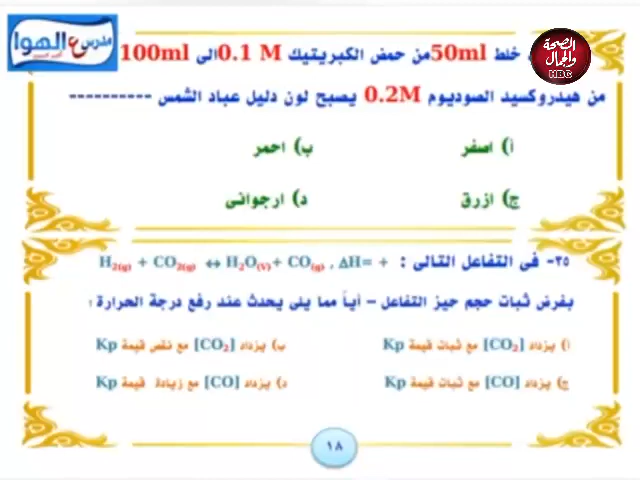 مدرس ع الهوا
الصحة والجمال
HBG
خلط 50ml من حمض الكبريتيك 0.1 M الى 100ml
من هيدروكسيد الصوديوم 0.2M يصبح لون دليل عباد الشمس ----------
أ) اصفر ب) احمر
ج) ازرق د) ارجوانى
٣٥- فى التفاعل التالى : H2(g) + CO2(g) ↔ H2O(V)+ CO(g) , ΔH= +
بفرض ثبات حجم حيز التفاعل – أياً مما يلى يحدث عند رفع درجة الحرارة :
أ) يزداد [CO2] مع ثبات قيمة Kp ب) يزداد [CO2] مع نقص قيمة Kp
ج) يزداد [CO] مع ثبات قيمة Kp د) يزداد [CO] مع زيادة قيمة Kp
١٨